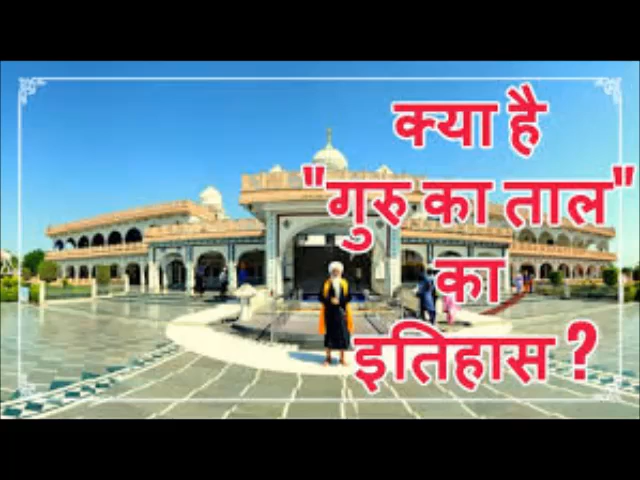 क्या है
"गुरु का ताल"
का
इतिहास ?